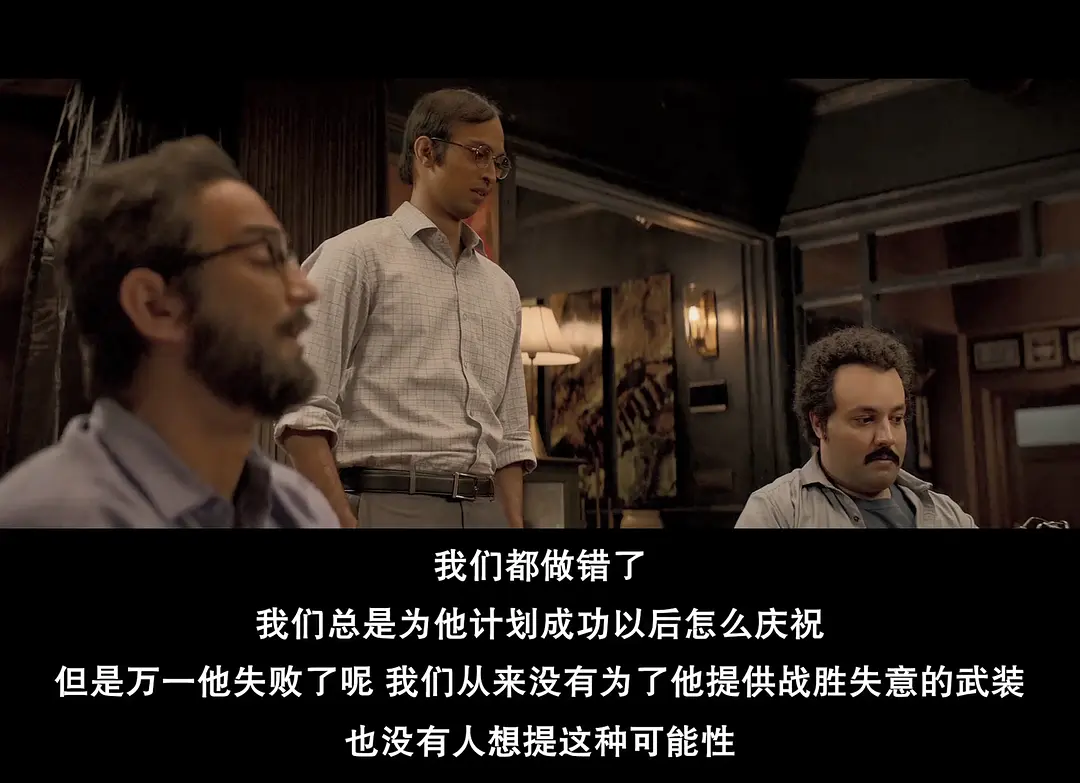 我们都做错了
我们总是为他计划成功以后怎么庆祝
但是万一他失败了呢 我们从来没有为了他提供战胜失意的武装
也没有人想提这种可能性